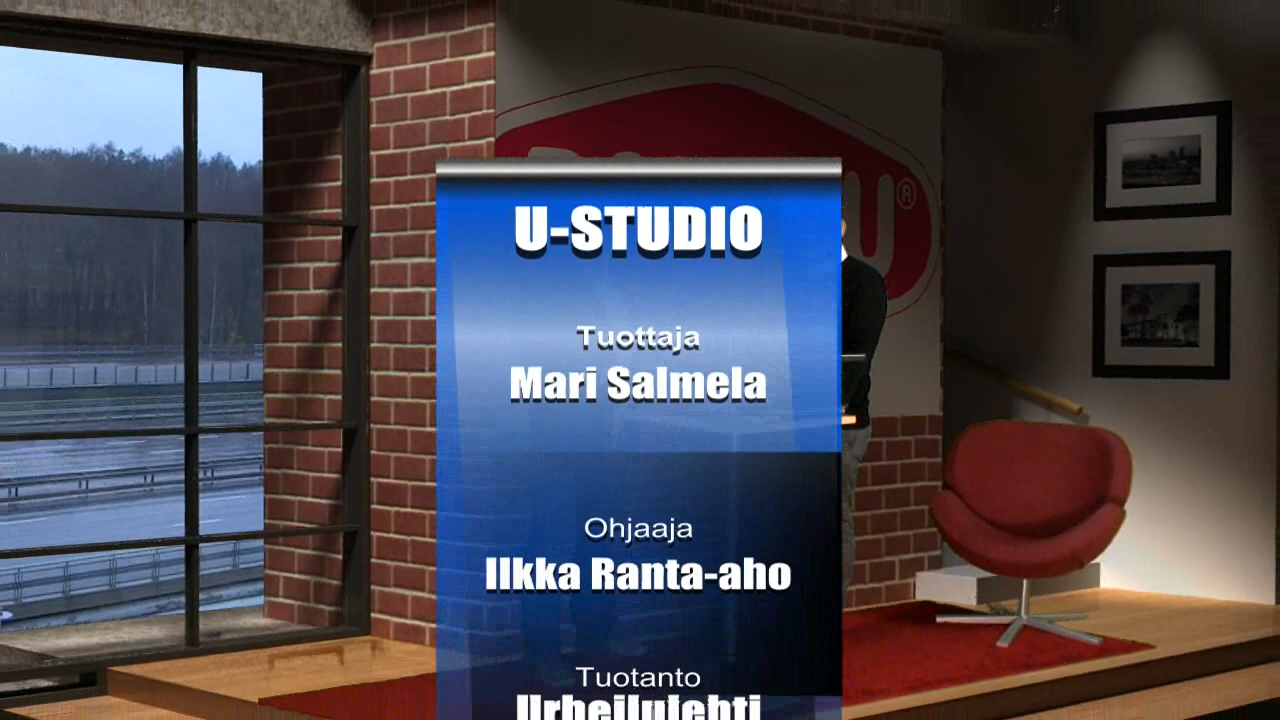 U-STUDIO
Tuottaja
Mari Salmela
Ohjaaja
Ilkka Ranta-aho
Tuotanto
Urheilulehti